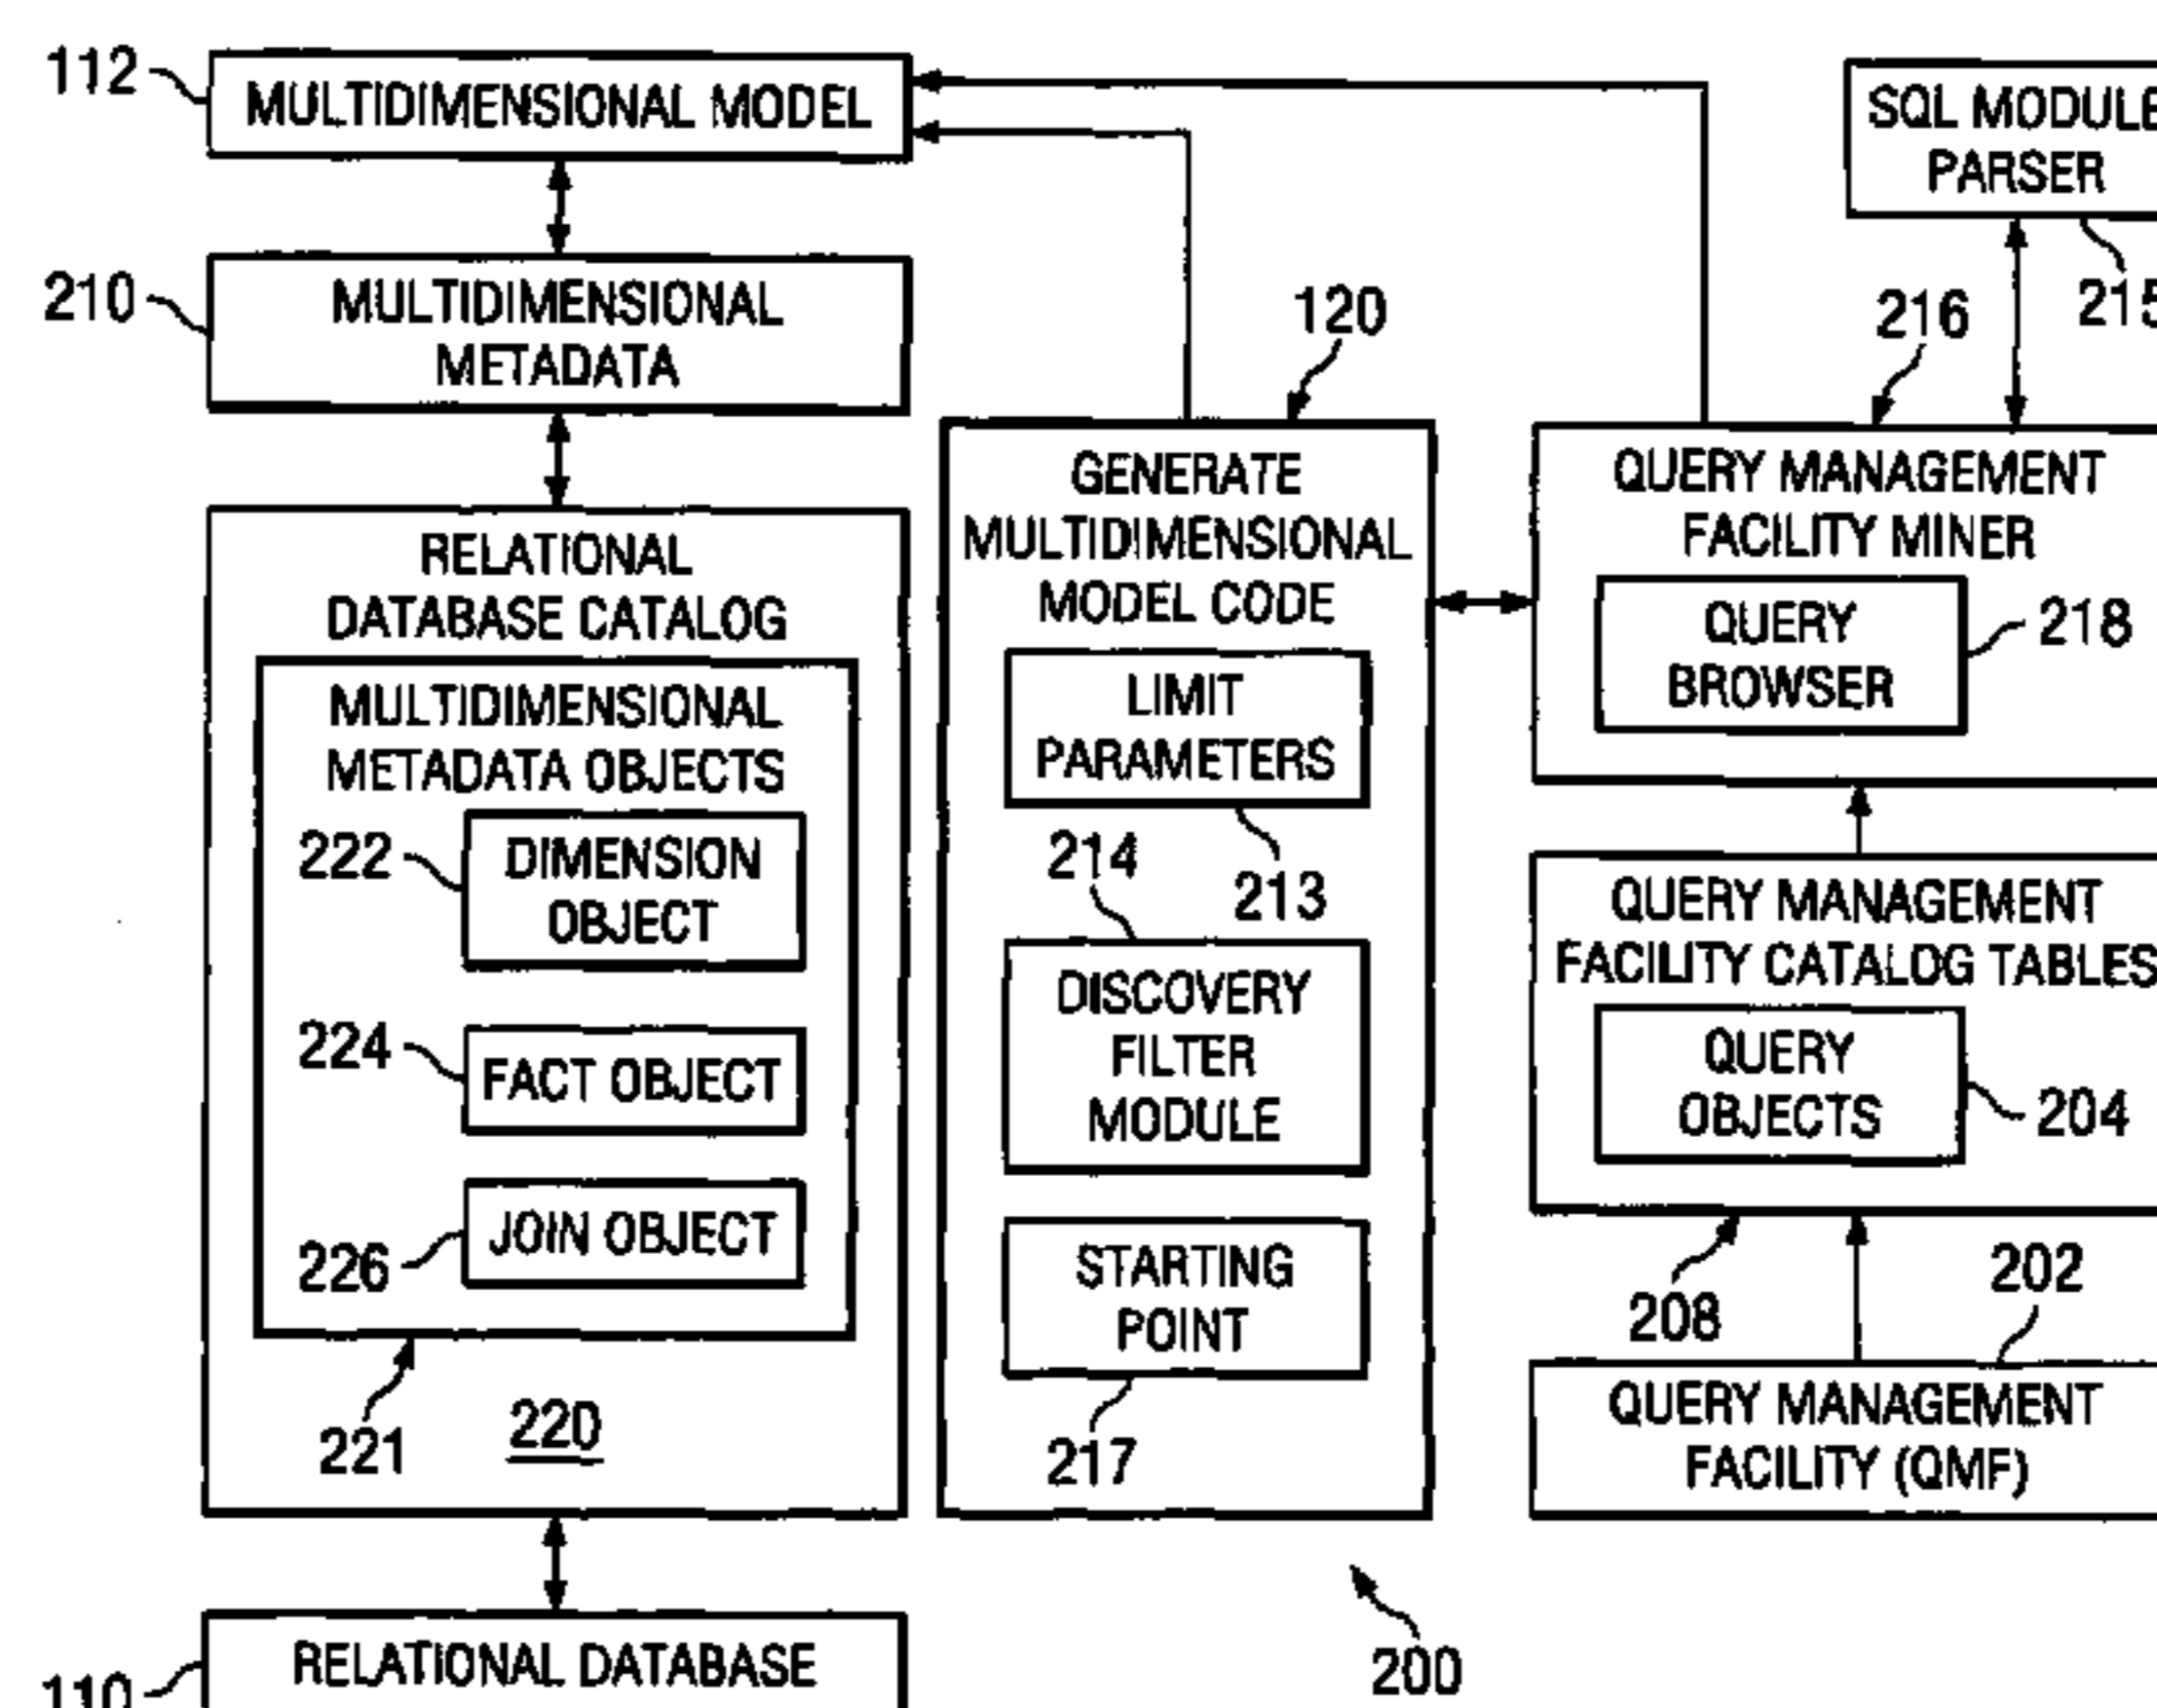 112
MULTIDIMENSIONAL MODEL
SQL MODULE
PARSER
215
210
MULTIDIMENSIONAL
METADATA
120
216
RELATIONAL
DATABASE CATALOG
MULTIDIMENSIONAL
METADATA OBJECTS
222
DIMENSION
OBJECT
224
FACT OBJECT
226
JOIN OBJECT
221
220
GENERATE
MULTIDIMENSIONAL
MODEL CODE
LIMIT
PARAMETERS
213
214
DISCOVERY
FILTER
MODULE
STARTING
POINT
217
QUERY MANAGEMENT
FACILITY MINER
QUERY
BROWSER
218
QUERY MANAGEMENT
FACILITY CATALOG TABLES
QUERY
OBJECTS
204
208
202
QUERY MANAGEMENT
FACILITY (QMF)
200
110
RELATIONAL DATABASE